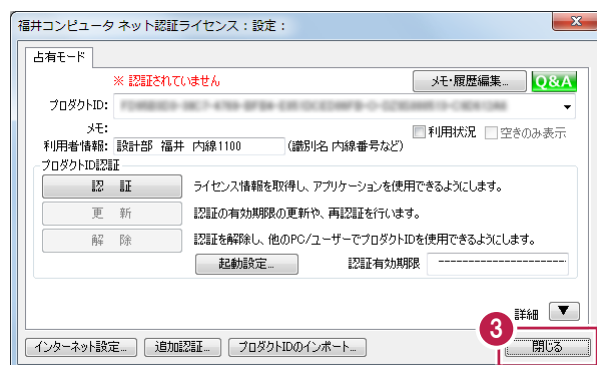 福井コンピュータ ネット認証ライセンス：設定：
占有モード
※ 認証されていません
メモ・履歴編集...
Q&A
プロダクトID:
メモ:
利用状況
空きのみ表示
利用者情報: 設計部 福井 内線1100 (識別名 内線番号など)
プロダクトID認証
認 証 ライセンス情報を取得し、アプリケーションを使用できるようにします。
更 新 認証の有効期限の更新や、再認証を行います。
解 除 認証を解除し、他のPC/ユーザーでプロダクトIDを使用できるようにします。
起動設定... 認証有効期限
詳細 ▼
3
インターネット設定... 追加認証... プロダクトIDのインポート... 閉じる